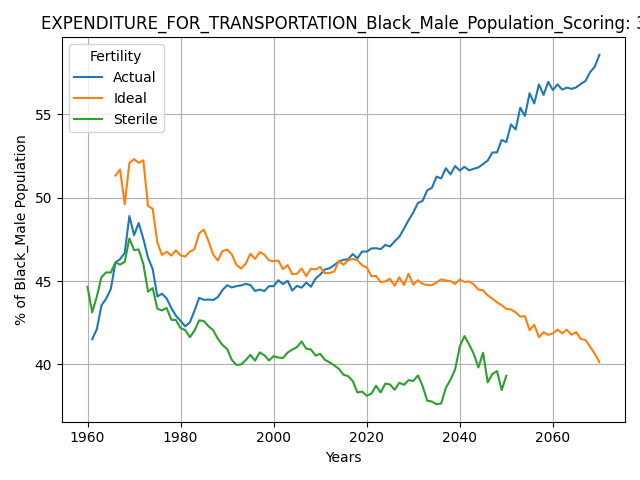 EXPENDITURE_FOR_TRANSPORTATION_Black_Male_Population_Scoring:
Fertility
Actual
Ideal
Sterile
% of Black_Male Population
55
50
45
40
1960
1980
2000
2020
2040
2060
Years